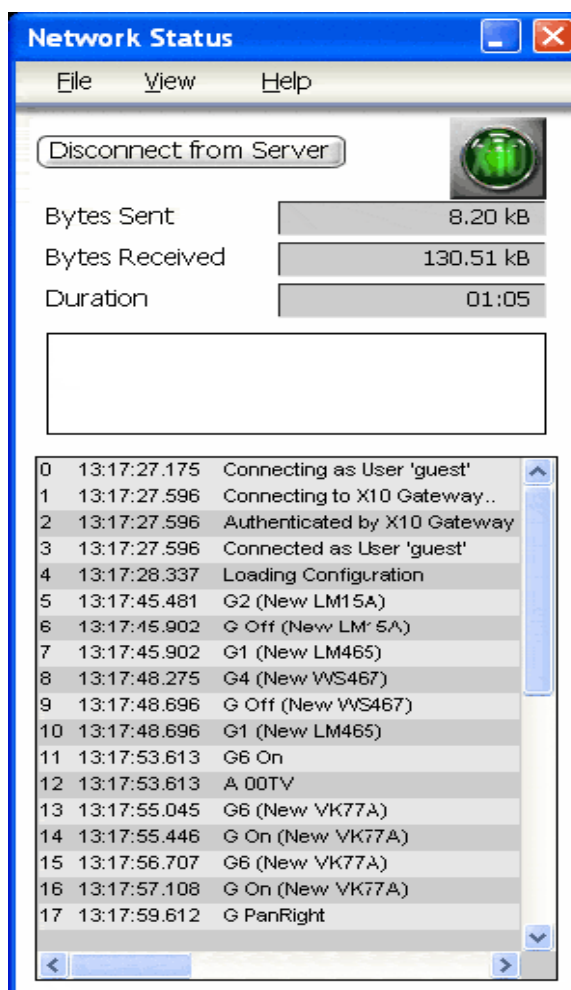 Network Status
File View Help
Disconnect from Server
X10
Bytes Sent 8.20 kB
Bytes Received 130.51 kB
Duration 01:05
0 13:17:27.175 Connecting as User 'guest'
1 13:17:27.596 Connecting to X10 Gateway..
2 13:17:27.596 Authenticated by X10 Gateway
3 13:17:27.596 Connected as User 'guest'
4 13:17:28.337 Loading Configuration
5 13:17:45.481 G2 (New LM15A)
6 13:17:45.902 G Off (New LM15A)
7 13:17:45.902 G1 (New LM465)
8 13:17:48.275 G4 (New WS467)
9 13:17:48.696 G Off (New WS467)
10 13:17:48.696 G1 (New LM465)
11 13:17:53.613 G6 On
12 13:17:53.613 A 00TV
13 13:17:55.045 G6 (New VK77A)
14 13:17:55.446 G On (New VK77A)
15 13:17:56.707 G6 (New VK77A)
16 13:17:57.108 G On (New VK77A)
17 13:17:59.612 G PanRight